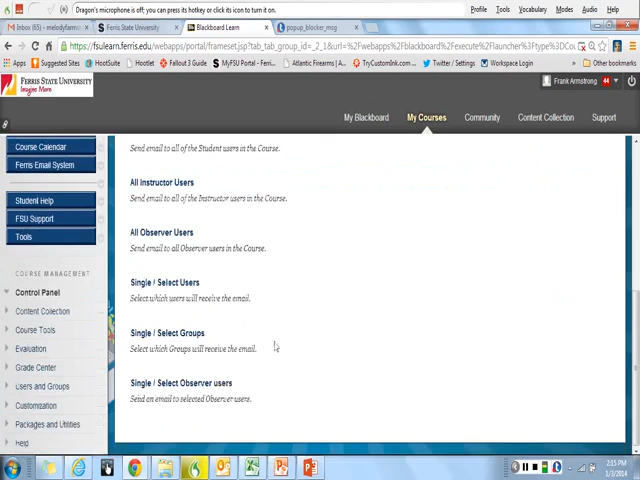 Dragon's microphone is off; you can press its hotkey or click its icon to turn it on.
Profile Tools Vocabulary Modes Audio Help
Inbox (5) - melodyfarms
Ferris State University
Blackboard Learn
popup_blocker_msg
https://fsulearn.ferris.edu/webapps/portal/frameset.jsp?tab_tab_group_id=_2_1&url=%2Fwebapps%2Fblackboard%2Fexecute%2Flauncher%3Ftype%3DCou
Apps Suggested Sites HootSuite Hootlet Fallout 3 Guide MyFSU Portal - Ferri Atlantic Firearms | A TryCustomInk.com Twitter / Settings Workspace Login Other bookmarks
FERRIS STATE UNIVERSITY
Imagine More
Frank Armstrong 44
My Blackboard My Courses Community Content Collection Support
Course Calendar
Ferris Email System
Student Help
FSU Support
Tools
COURSE MANAGEMENT
Control Panel
Content Collection
Course Tools
Evaluation
Grade Center
Users and Groups
Customization
Packages and Utilities
Help
Send email to all of the Student users in the Course.
All Instructor Users
Send email to all of the Instructor users in the Course.
All Observer Users
Send email to all Observer users in the Course.
Single / Select Users
Select which users will receive the email.
Single / Select Groups
Select which Groups will receive the email.
Single / Select Observer users
Send an email to selected Observer users.
2:15 PM
1/3/2014